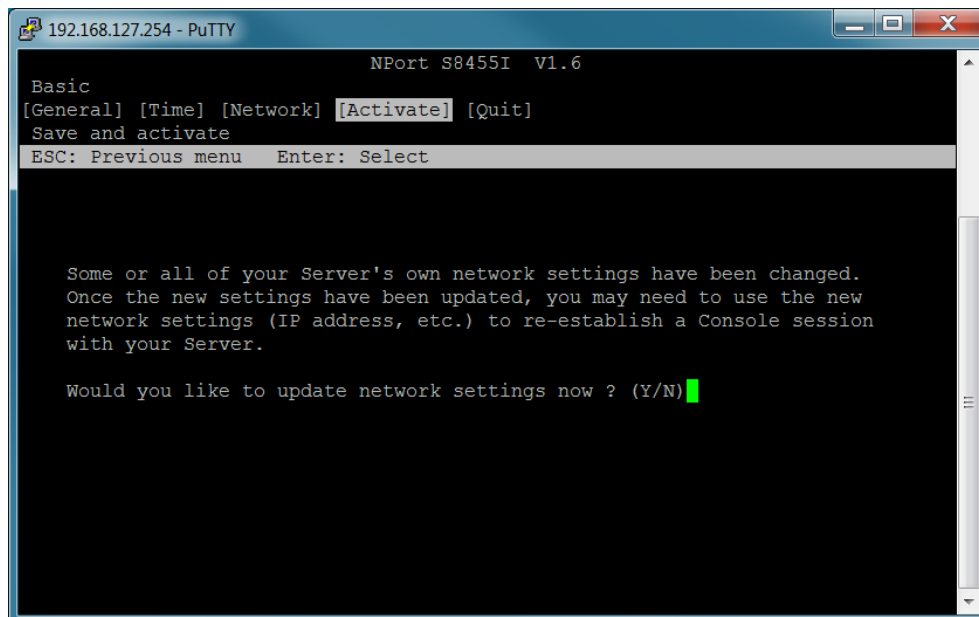 192.168.127.254 - PuTTY
NPort S8455I V1.6
Basic
[General] [Time] [Network] [Activate] [Quit]
Save and activate
ESC: Previous menu Enter: Select
Some or all of your Server's own network settings have been changed.
Once the new settings have been updated, you may need to use the new
network settings (IP address, etc.) to re-establish a Console session
with your Server.
Would you like to update network settings now ? (Y/N)